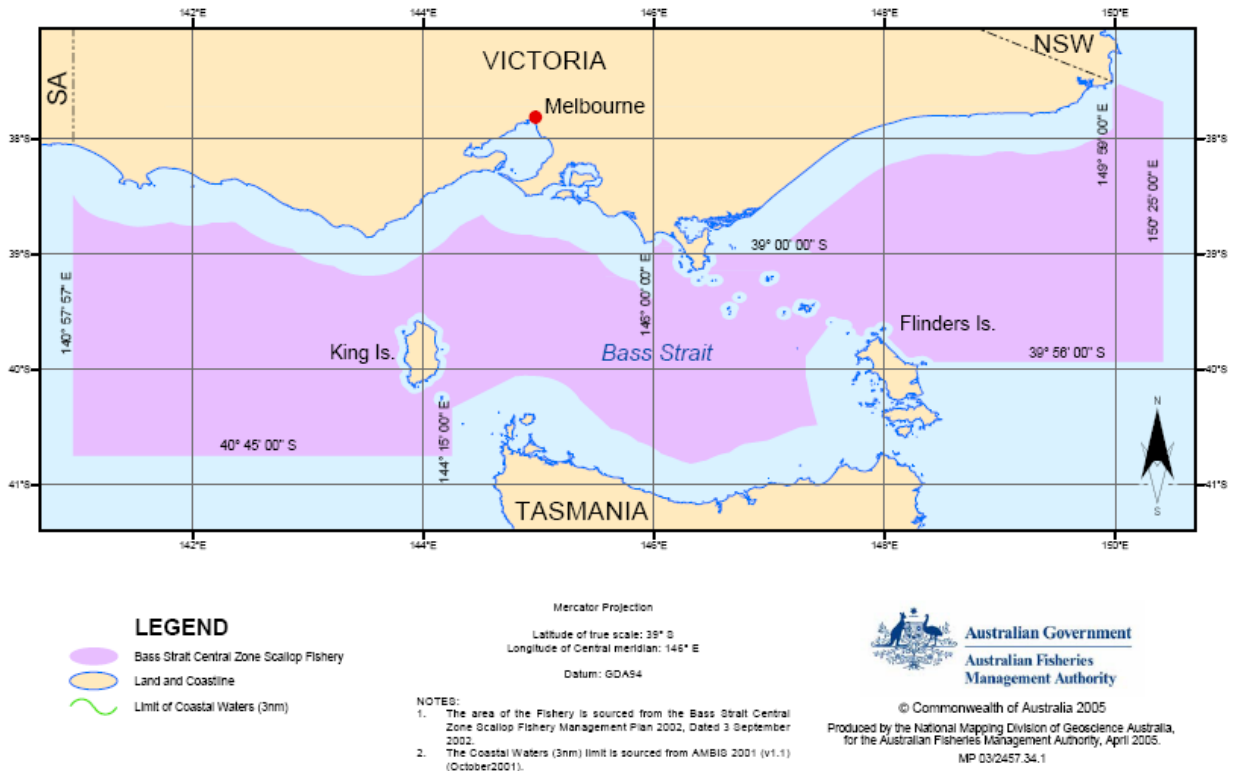 142°E 144°E 146°E 148°E 150°E
SA
VICTORIA
NSW
Melbourne
38°S 38°S
149° 59' 00" E
150° 25' 00" E
39° 00' 00" S
39°S 39°S
140° 57' 57" E
146° 00' 00" E
King Is.
Bass Strait
Flinders Is.
39° 56' 00" S
40°S 40°S
144° 15' 00" E
40° 45' 00" S
N
S
41°S 41°S
TASMANIA
142°E 144°E 146°E 148°E 150°E
LEGEND
Bass Strait Central Zone Scallop Fishery
Land and Coastline
Limit of Coastal Waters (3nm)
Mercator Projection
Latitude of true scale: 39° S
Longitude of Central meridian: 146° E
Datum: GDA94
NOTES:
1. The area of the Fishery is sourced from the Bass Strait Central
Zone Scallop Fishery Management Plan 2002, Dated 3 September
2002.
2. The Coastal Waters (3nm) limit is sourced from AMBIS 2001 (v1.1)
(October2001).
Australian Government
Australian Fisheries
Management Authority
© Commonwealth of Australia 2005
Produced by the National Mapping Division of Geoscience Australia,
for the Australian Fisheries Management Authority, April 2005.
MP 03/2457.34.1